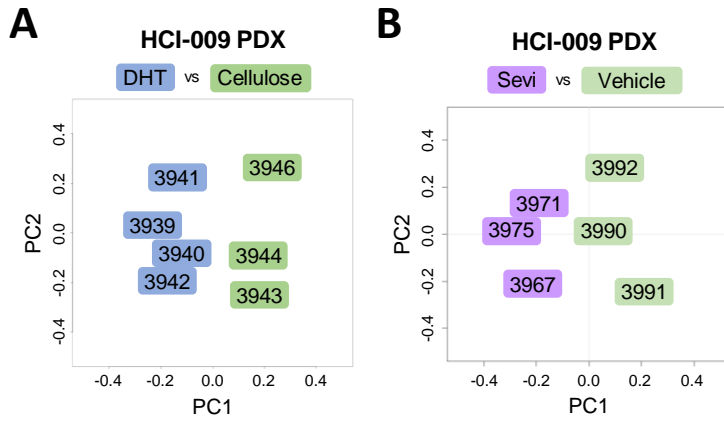 A
HCI-009 PDX
DHT vs Cellulose
PC2
0.4
0.2
0.0
-0.2
-0.4
3941
3946
3939
3940
3944
3942
3943
-0.4 -0.2 0.0 0.2 0.4
PC1
B
HCI-009 PDX
Sevi vs Vehicle
PC2
0.4
0.2
0.0
-0.2
-0.4
3992
3971
3975
3990
3967
3991
-0.4 -0.2 0.0 0.2 0.4
PC1